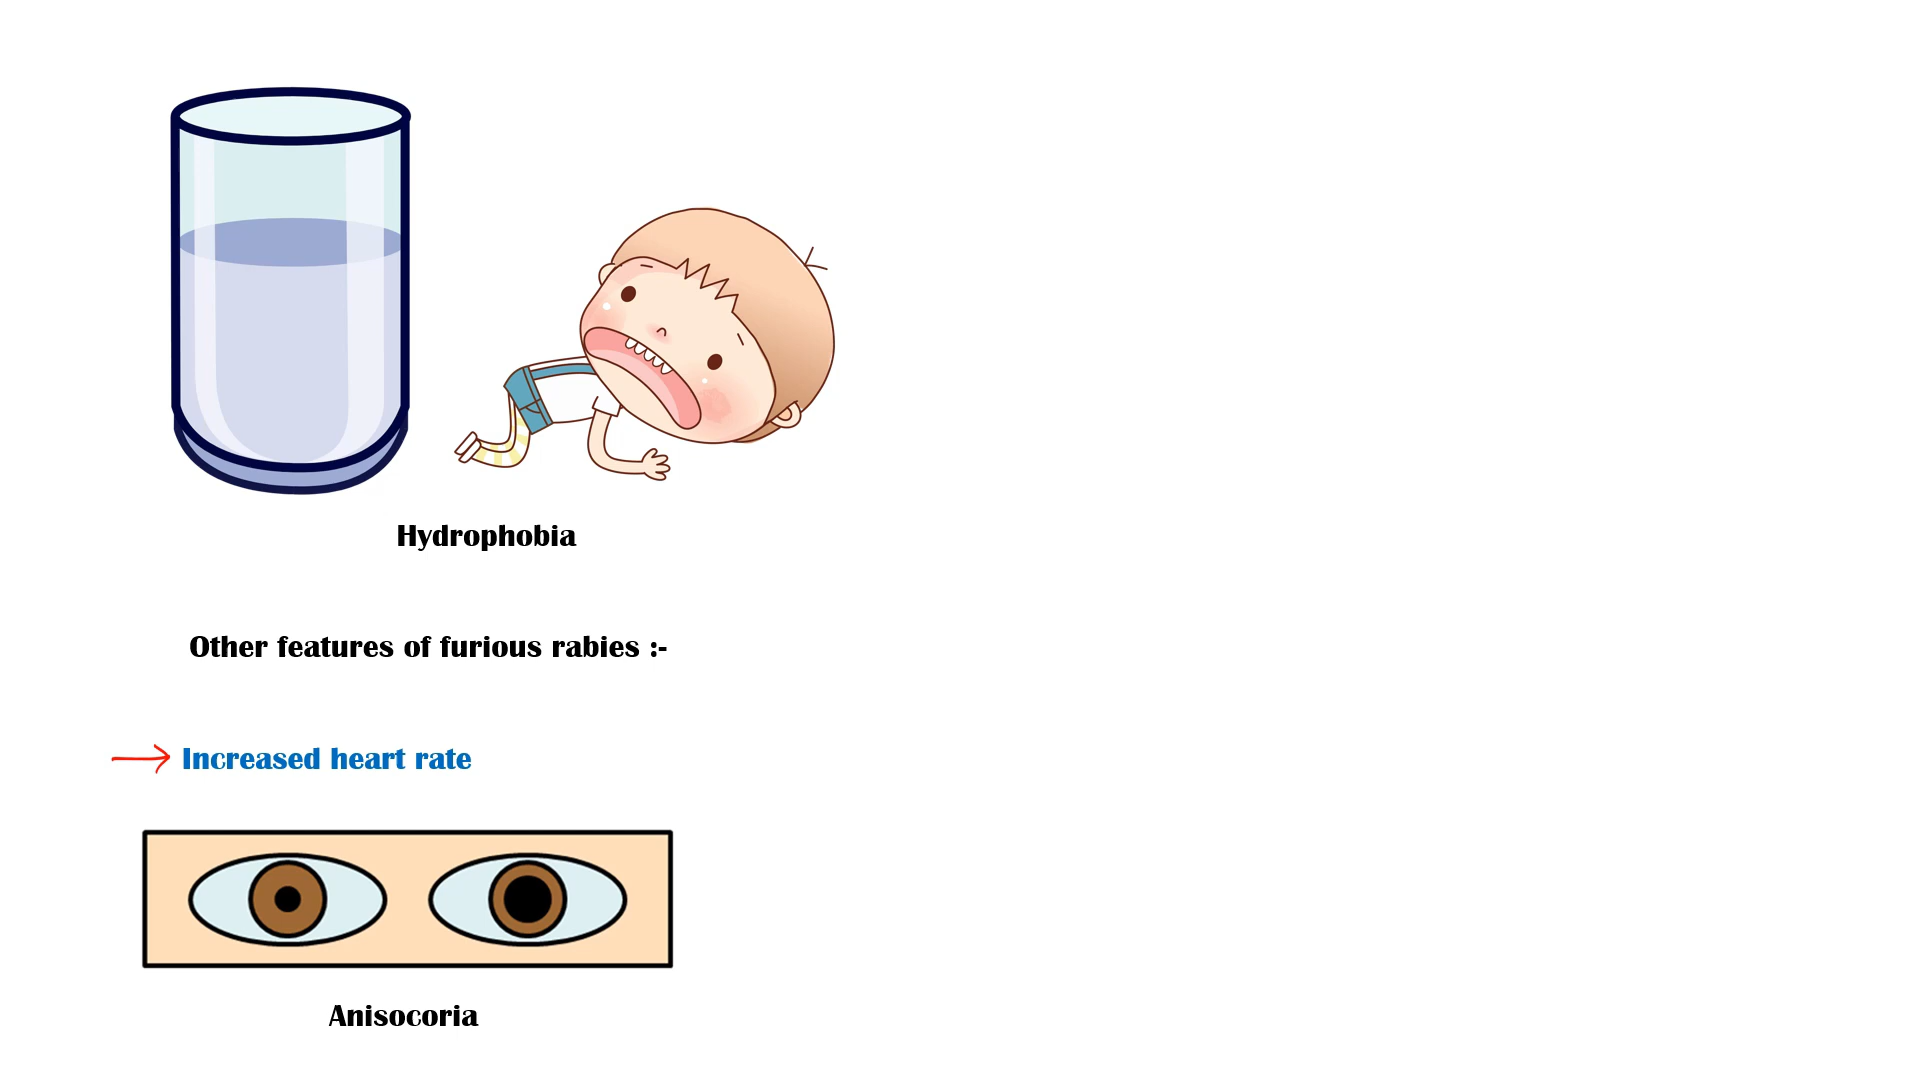 Hydrophobia
Other features of furious rabies :-
Increased heart rate
Anisocoria